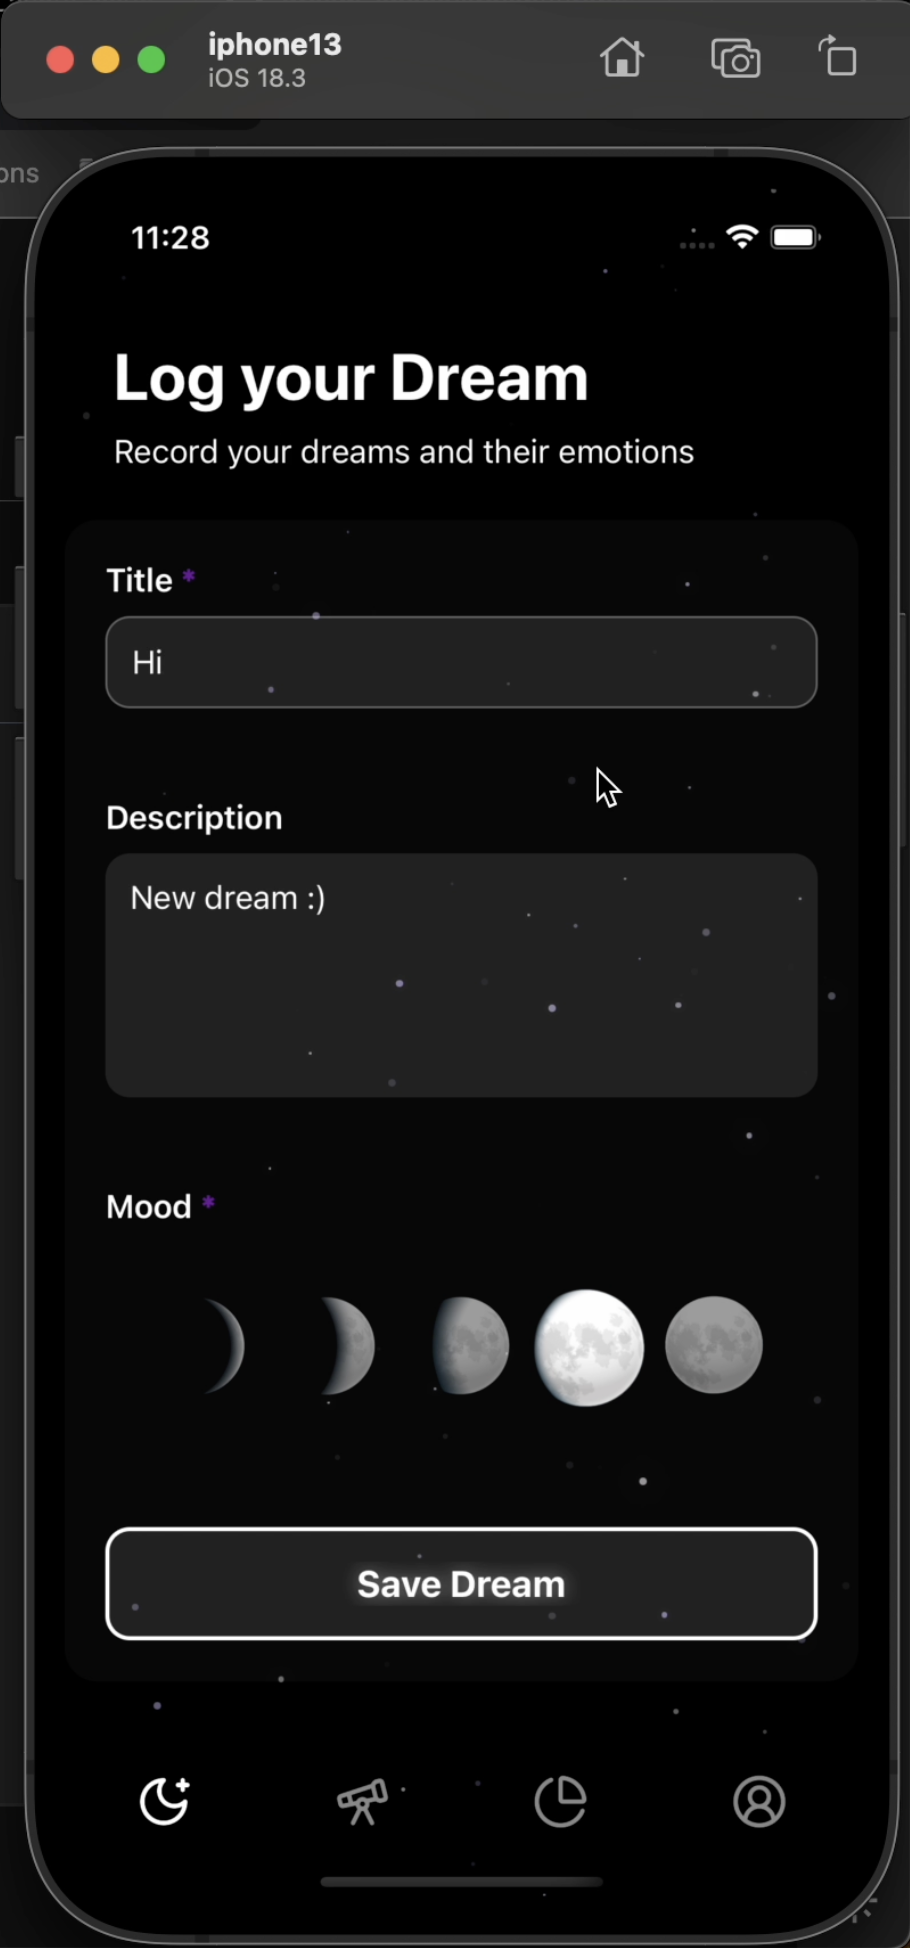 iphone13
iOS 18.3
ons
11:28
Log your Dream
Record your dreams and their emotions
Title *
Hi
Description
New dream :)
Mood *
Save Dream